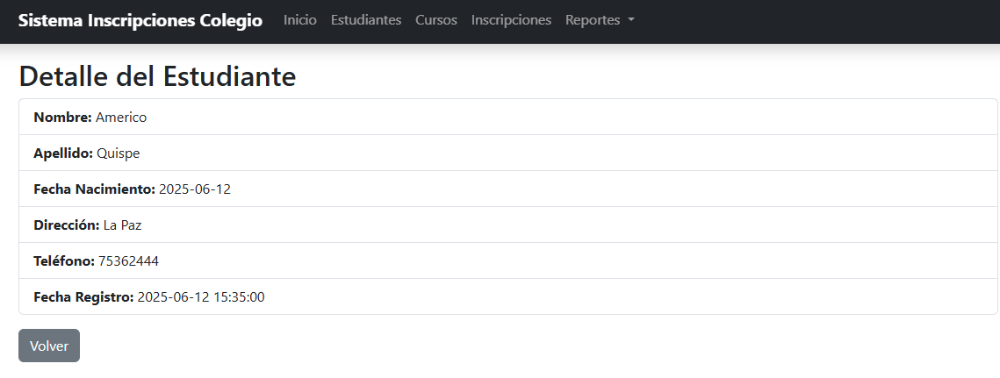 Sistema Inscripciones Colegio Inicio Estudiantes Cursos Inscripciones Reportes
Detalle del Estudiante
Nombre: Americo
Apellido: Quispe
Fecha Nacimiento: 2025-06-12
Dirección: La Paz
Teléfono: 75362444
Fecha Registro: 2025-06-12 15:35:00
Volver